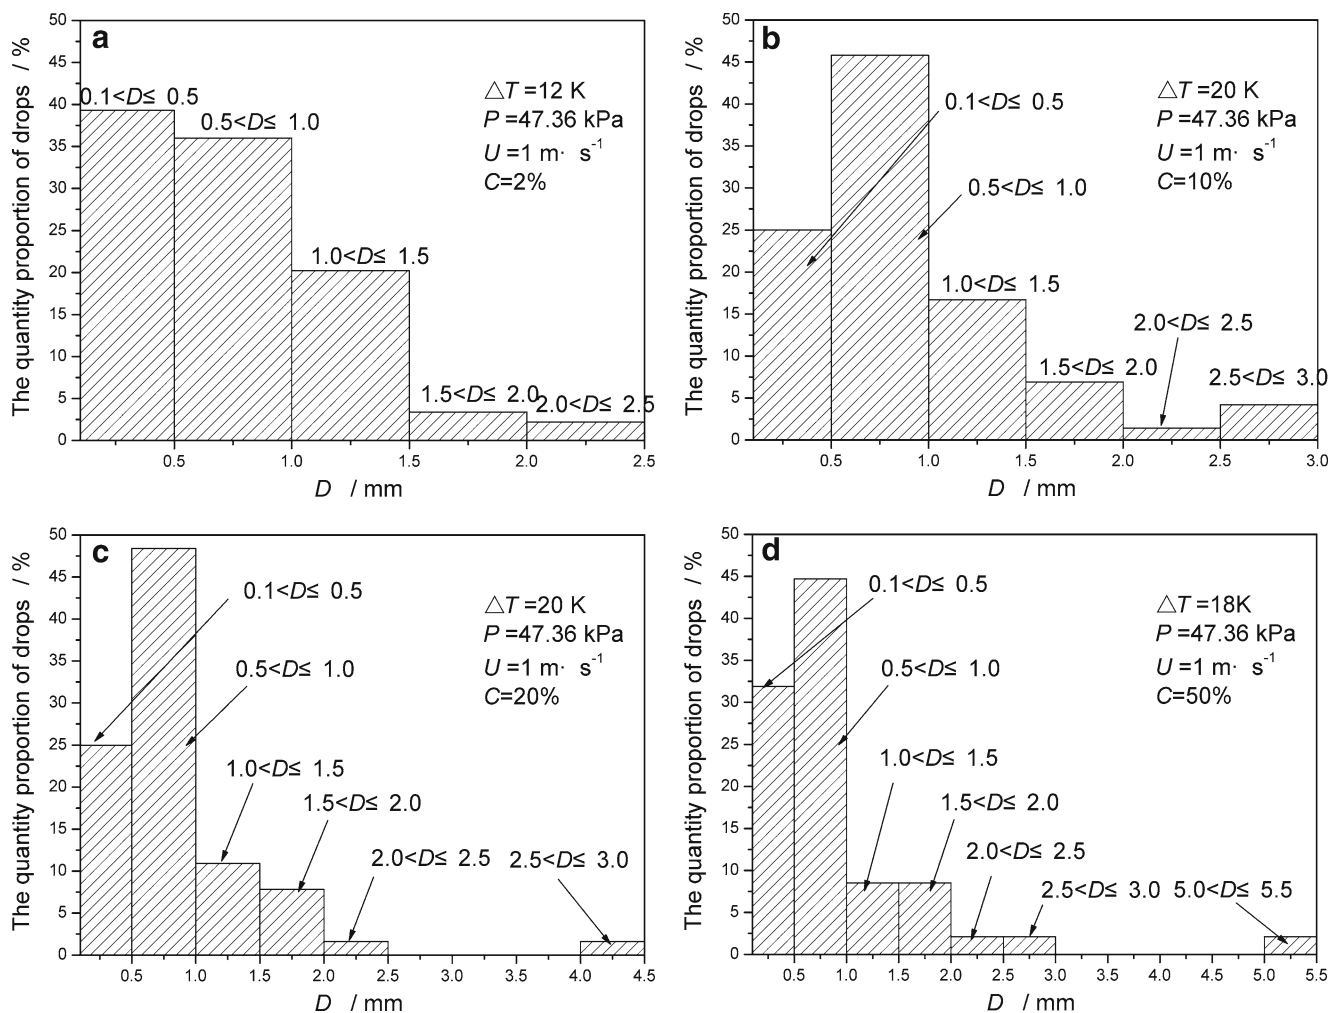 a
The quantity proportion of drops / %
50
45
40
35
30
25
20
15
10
5
0
0.1<D≤ 0.5
0.5<D≤ 1.0
1.0<D≤ 1.5
1.5<D≤ 2.0
2.0<D≤ 2.5
△T =12 K
P =47.36 kPa
U =1 m· s⁻¹
C=2%
0.5 1.0 1.5 2.0 2.5
D / mm
b
The quantity proportion of drops / %
50
45
40
35
30
25
20
15
10
5
0
0.1<D≤ 0.5
0.5<D≤ 1.0
1.0<D≤ 1.5
1.5<D≤ 2.0
2.0<D≤ 2.5
2.5<D≤ 3.0
△T =20 K
P =47.36 kPa
U =1 m· s⁻¹
C=10%
0.5 1.0 1.5 2.0 2.5 3.0
D / mm
c
The quantity proportion of drops / %
50
45
40
35
30
25
20
15
10
5
0
0.1<D≤ 0.5
0.5<D≤ 1.0
1.0<D≤ 1.5
1.5<D≤ 2.0
2.0<D≤ 2.5
2.5<D≤ 3.0
△T =20 K
P =47.36 kPa
U =1 m· s⁻¹
C=20%
0.5 1.0 1.5 2.0 2.5 3.0 3.5 4.0 4.5
D / mm
d
The quantity proportion of drops / %
50
45
40
35
30
25
20
15
10
5
0
0.1<D≤ 0.5
0.5<D≤ 1.0
1.0<D≤ 1.5
1.5<D≤ 2.0
2.0<D≤ 2.5
2.5<D≤ 3.0
5.0<D≤ 5.5
△T =18K
P =47.36 kPa
U =1 m· s⁻¹
C=50%
0.5 1.0 1.5 2.0 2.5 3.0 3.5 4.0 4.5 5.0 5.5
D / mm